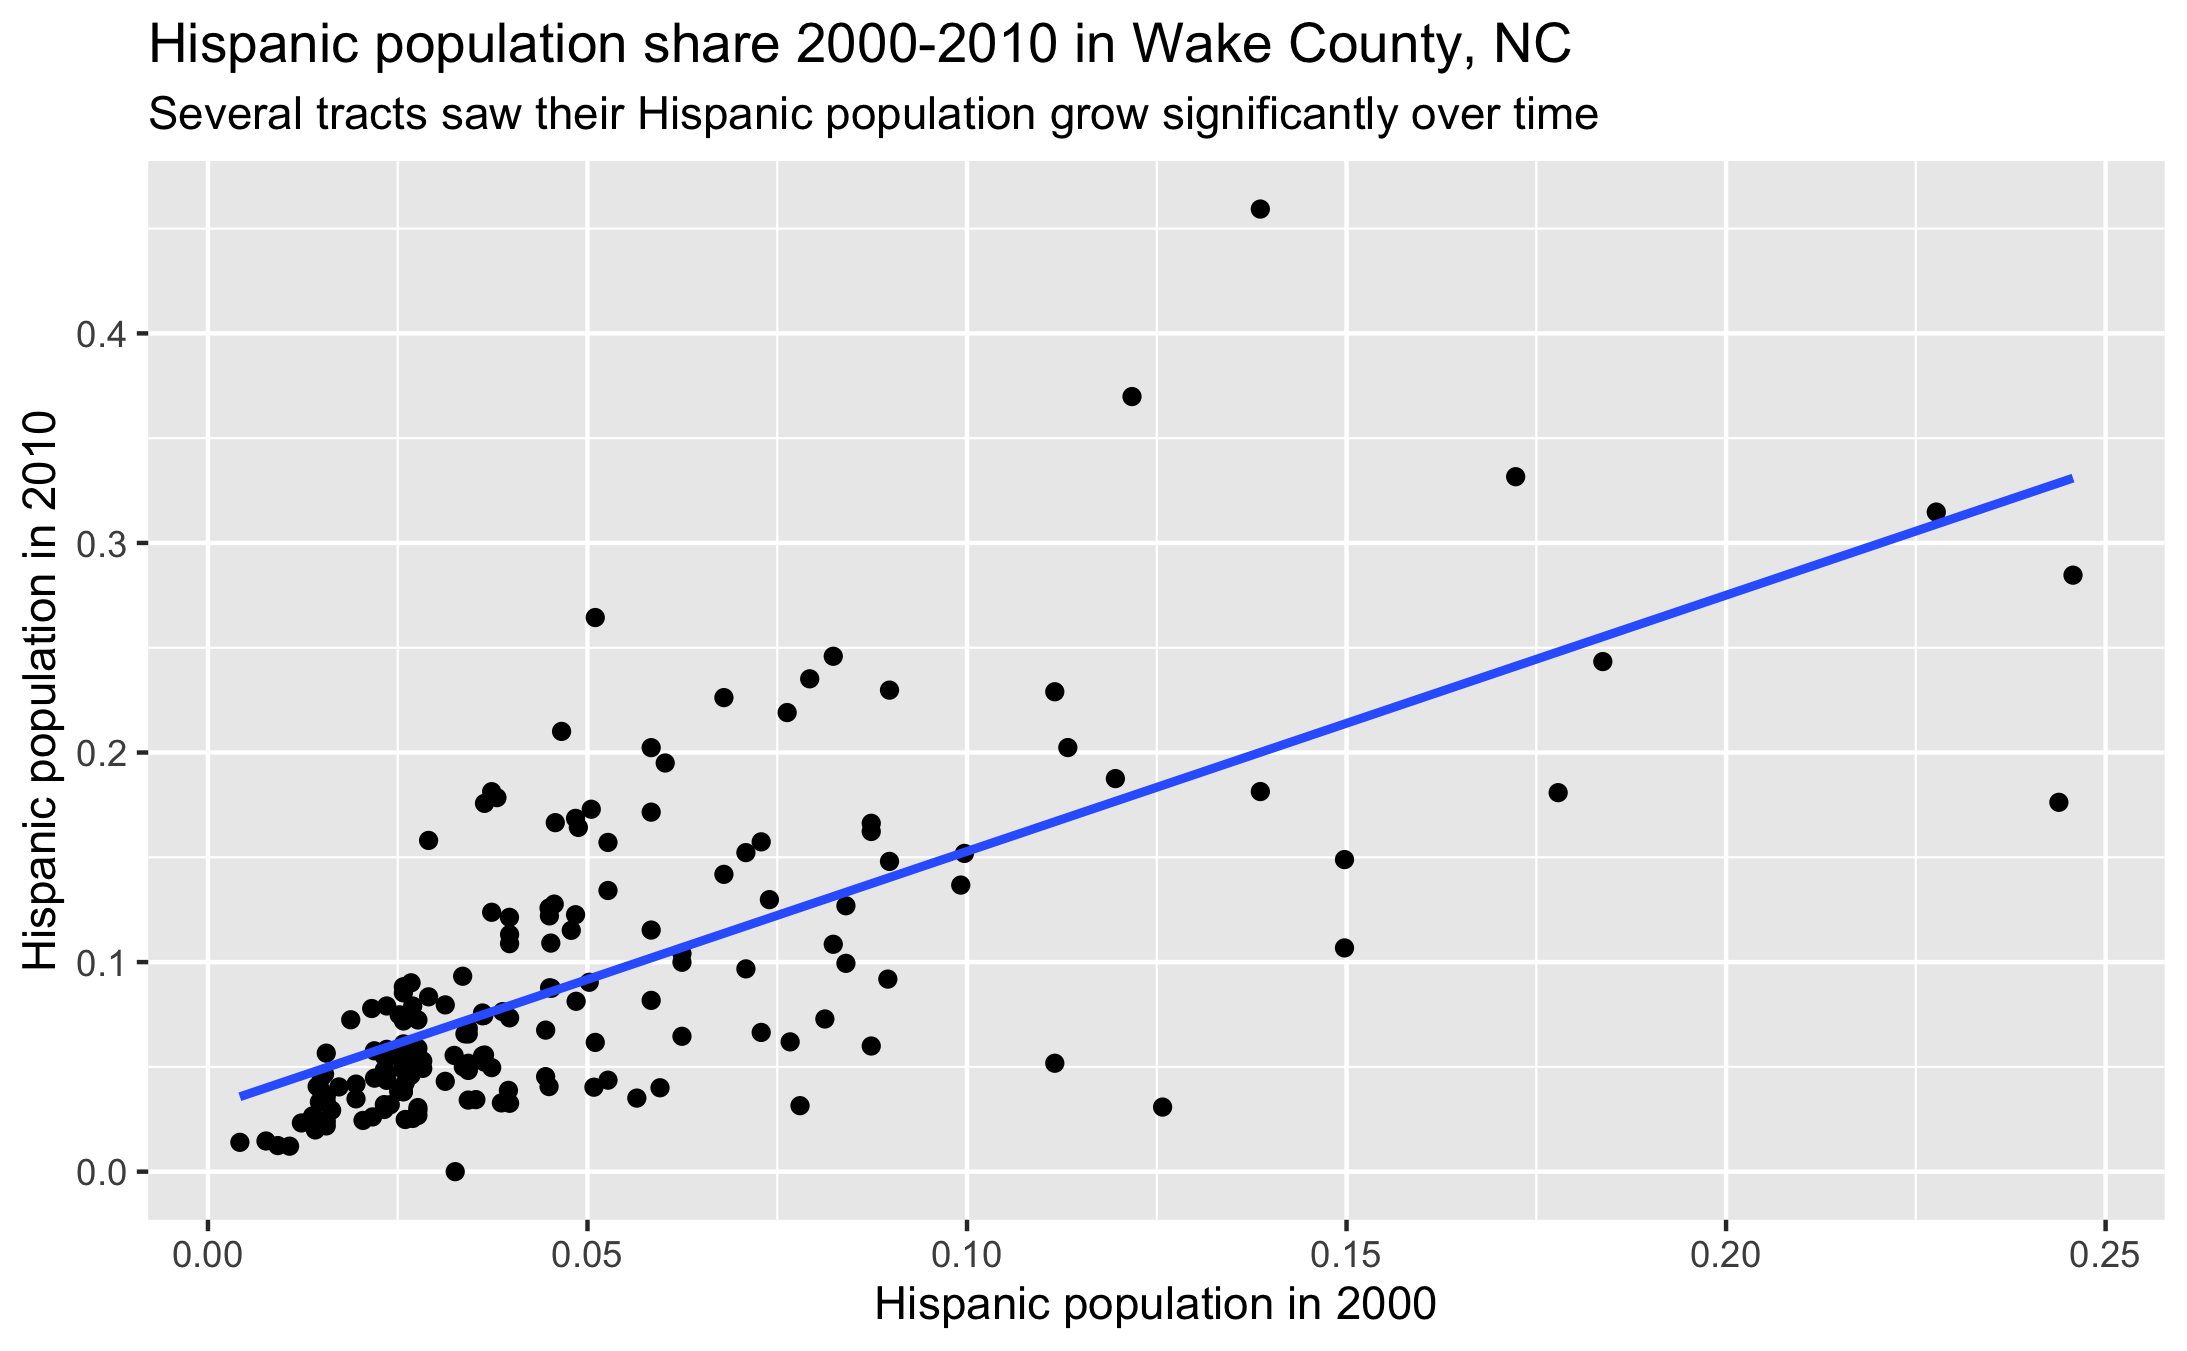 Hispanic population share 2000-2010 in Wake County, NC
Several tracts saw their Hispanic population grow significantly over time
Hispanic population in 2010
0.4
0.3
0.2
0.1
0.0
0.00 0.05 0.10 0.15 0.20 0.25
Hispanic population in 2000